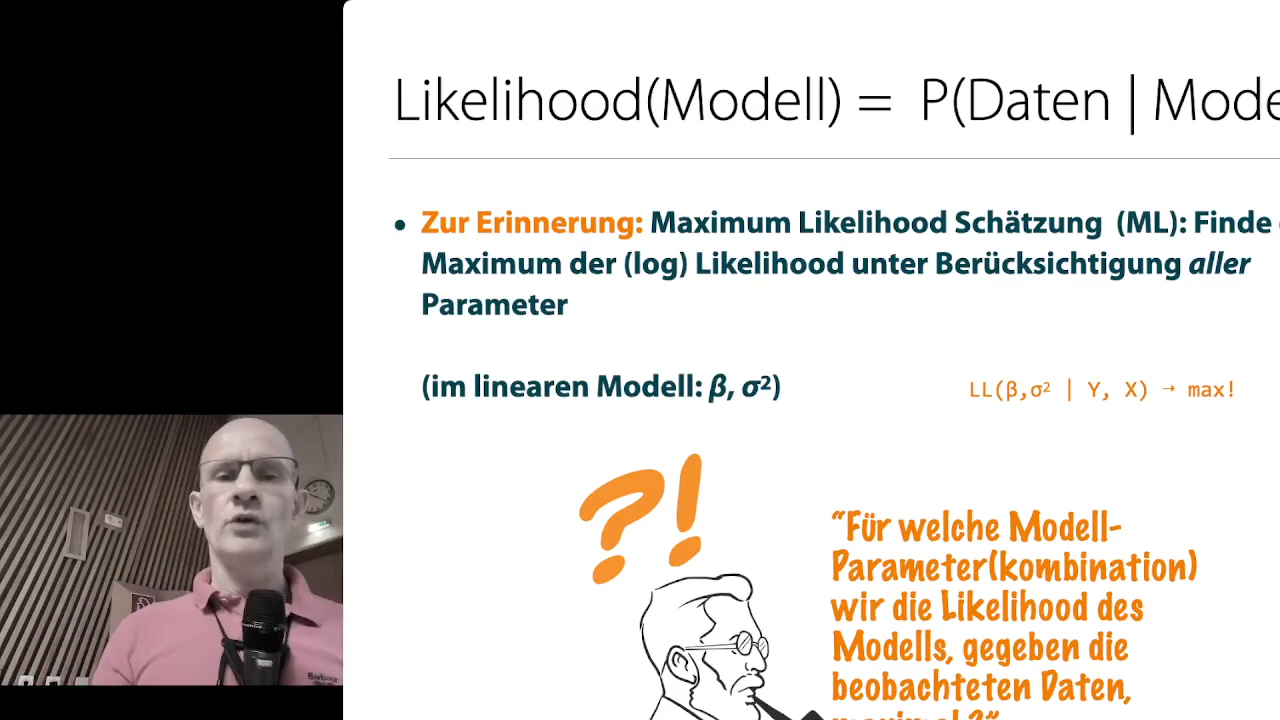 Likelihood(Modell) = P(Daten | Mode
• Zur Erinnerung: Maximum Likelihood Schätzung (ML): Finde
Maximum der (log) Likelihood unter Berücksichtigung aller
Parameter
(im linearen Modell: β, σ²)
LL(β,σ² | Y, X) → max!
?!
“Für welche Modell-
Parameter(kombination)
wir die Likelihood des
Modells, gegeben die
beobachteten Daten,
maximal ?”
Barbour